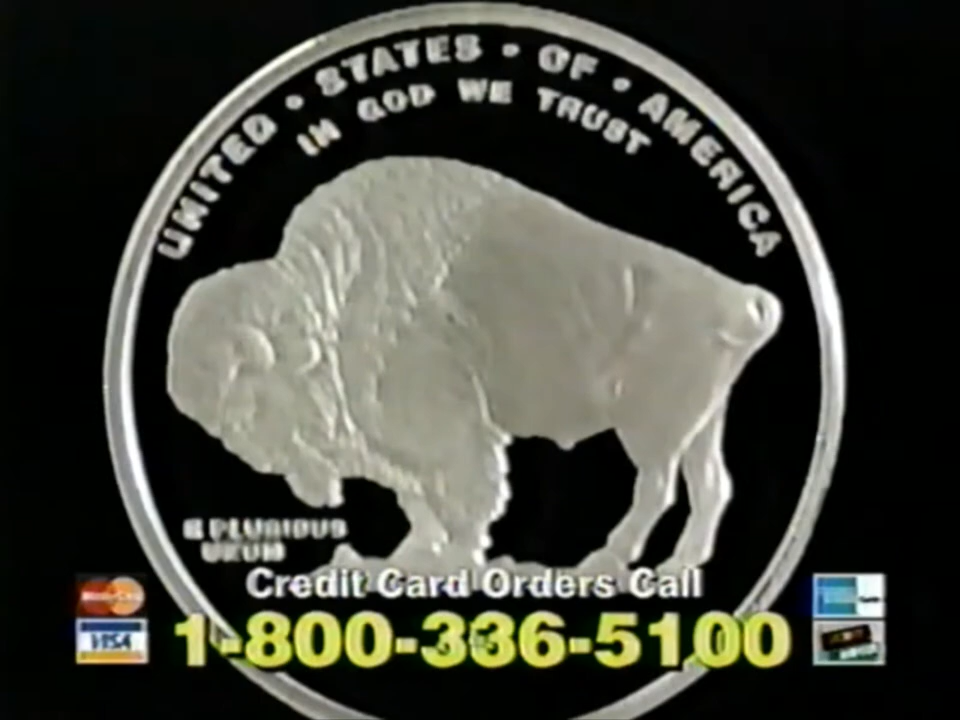 UNITED • STATES • OF • AMERICA
IN GOD WE TRUST
E PLURIBUS
UNUM
Credit Card Orders Call
1-800-336-5100
MasterCard
VISA